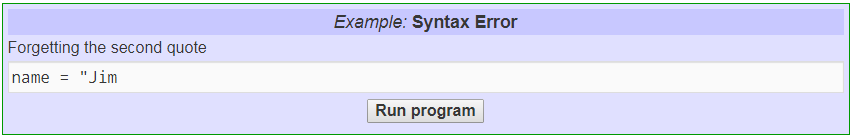 Example: Syntax Error
Forgetting the second quote
name = "Jim
Run program